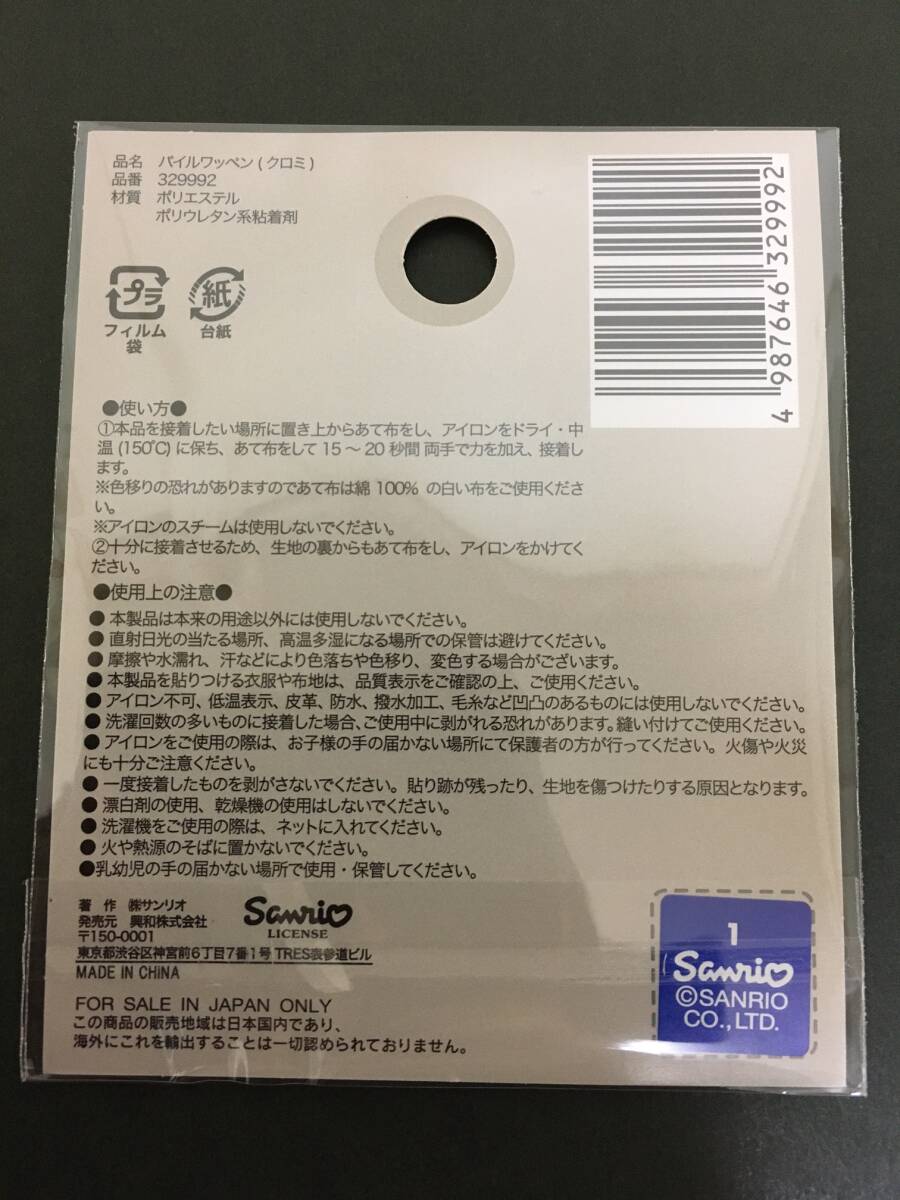 品名 パイルワッペン(クロミ)
品番 329992
材質 ポリエステル
ポリウレタン系粘着剤
4987646329992
プラ
フィルム
袋
紙
台紙
●使い方●
①本品を接着したい場所に置き上からあて布をし、アイロンをドライ・中
温(150℃)に保ち、あて布をして15〜20秒間 両手で力を加え、接着し
ます。
※色移りの恐れがありますのであて布は綿 100% の白い布をご使用くださ
い。
※アイロンのスチームは使用しないでください。
②十分に接着させるため、生地の裏からもあて布をし、アイロンをかけてく
ださい。
●使用上の注意●
● 本製品は本来の用途以外には使用しないでください。
● 直射日光の当たる場所、高温多湿になる場所での保管は避けてください。
● 摩擦や水濡れ、汗などにより色落ちや色移り、変色する場合がございます。
● 本製品を貼りつける衣服や布地は、品質表示をご確認の上、ご使用ください。
● アイロン不可、低温表示、皮革、防水、撥水加工、毛糸など凹凸のあるものには使用しないでください。
● 洗濯回数の多いものに接着した場合、ご使用中に剥がれる恐れがあります。縫い付けてご使用ください。
● アイロンをご使用の際は、お子様の手の届かない場所にて保護者の方が行ってください。火傷や火災
にも十分ご注意ください。
● 一度接着したものを剥がさないでください。貼り跡が残ったり、生地を傷つけたりする原因となります。
● 漂白剤の使用、乾燥機の使用はしないでください。
● 洗濯機をご使用の際は、ネットに入れてください。
● 火や熱源のそばに置かないでください。
●乳幼児の手の届かない場所で使用・保管してください。
著 作 ㈱サンリオ
発売元 興和株式会社
〒150-0001
東京都渋谷区神宮前6丁目7番1号 TRES表参道ビル
MADE IN CHINA
Sanrio
LICENSE
FOR SALE IN JAPAN ONLY
この商品の販売地域は日本国内であり、
海外にこれを輸出することは一切認められておりません。
1
Sanrio
©SANRIO
CO., LTD.